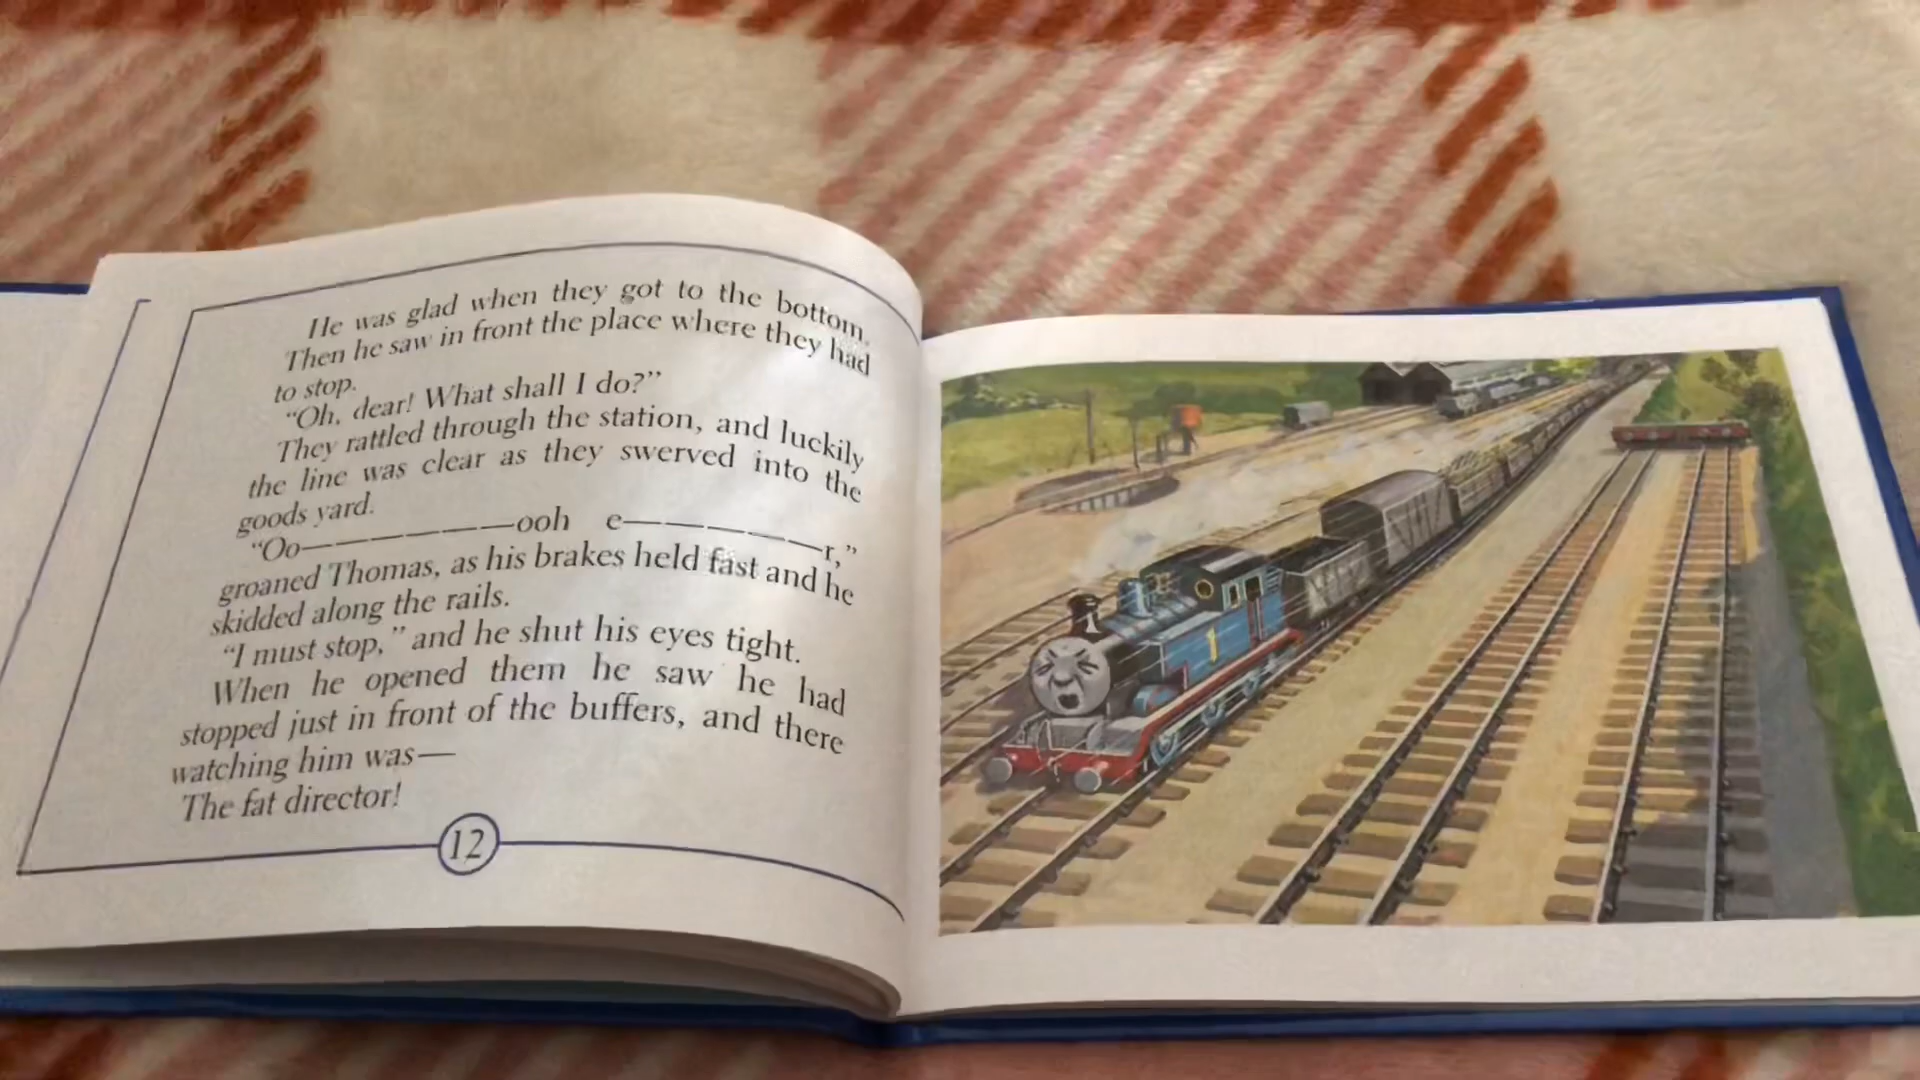 He was glad when they got to the bottom.
Then he saw in front the place where they had
to stop.
“Oh, dear! What shall I do?”
They rattled through the station, and luckily
the line was clear as they swerved into the
goods yard.
“Oo——————ooh e—————r,”
groaned Thomas, as his brakes held fast and he
skidded along the rails.
“I must stop,” and he shut his eyes tight.
When he opened them he saw he had
stopped just in front of the buffers, and there
watching him was—
The fat director!
12
1